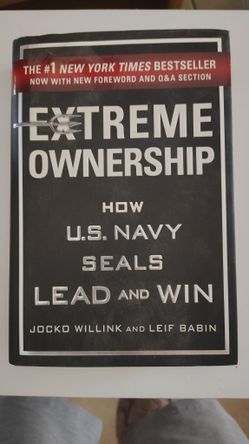 THE #1 NEW YORK TIMES BESTSELLER
NOW WITH NEW FOREWORD AND Q&A SECTION
EXTREME
OWNERSHIP
HOW
U.S. NAVY
SEALS
LEAD AND WIN
JOCKO WILLINK AND LEIF BABIN